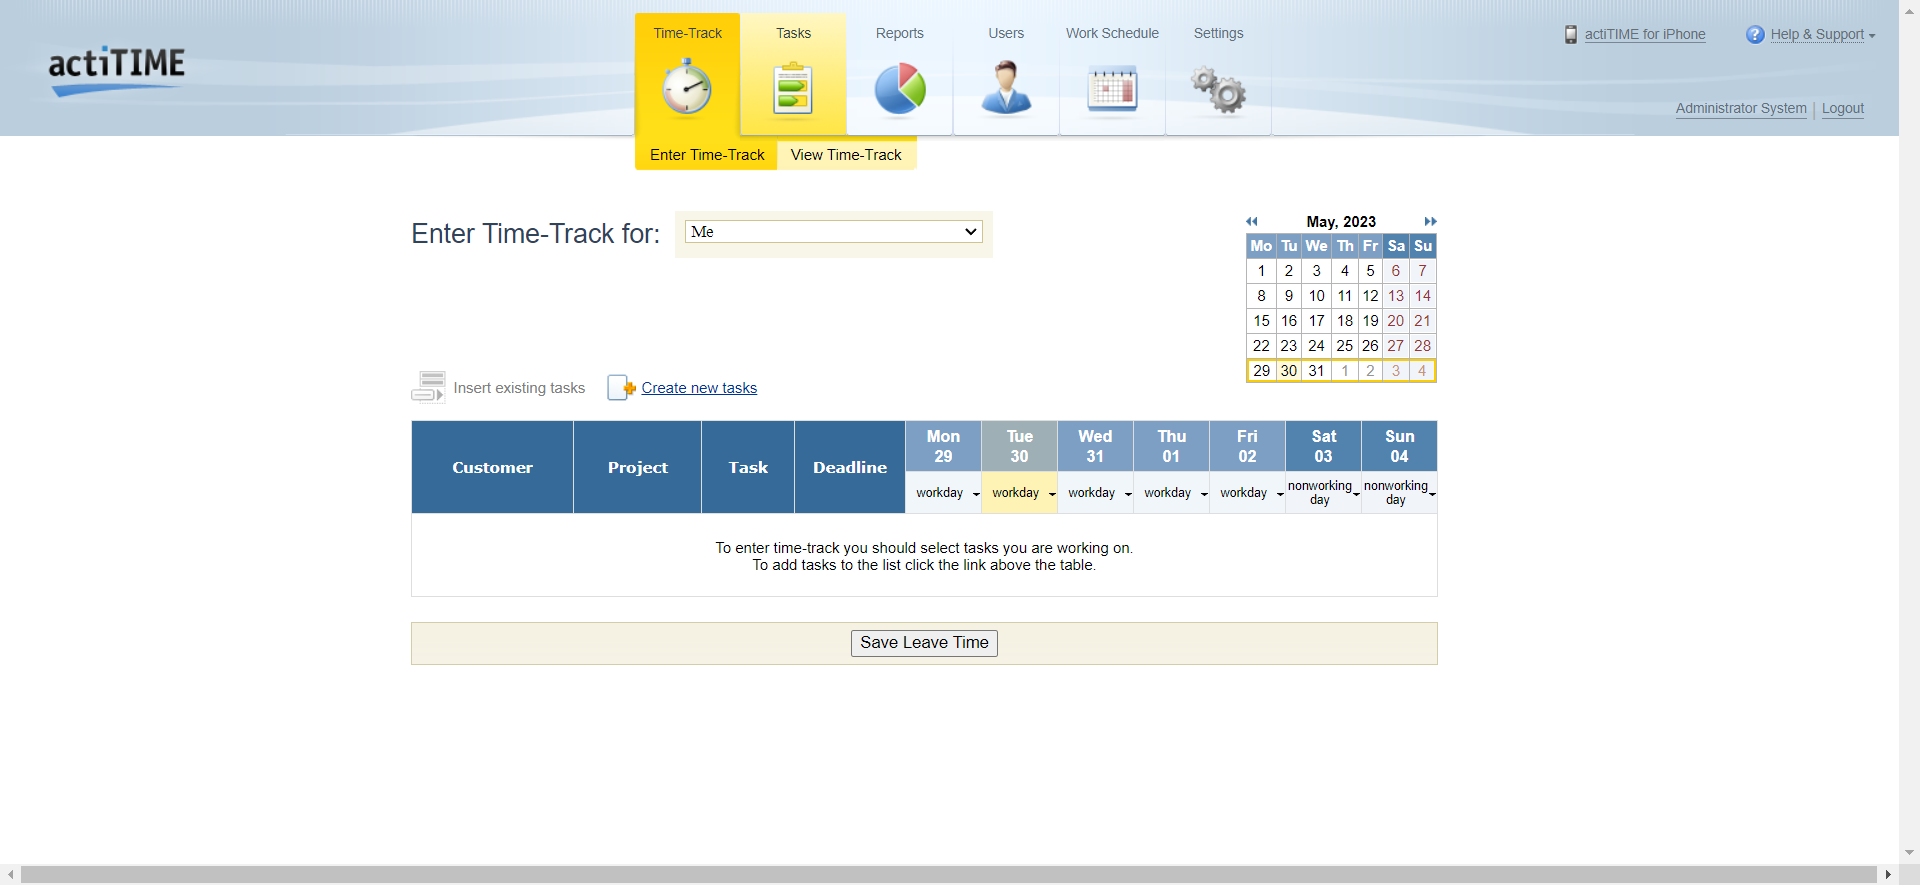 actiTIME
Time-Track
Tasks
Reports
Users
Work Schedule
Settings
actiTIME for iPhone
Help & Support
Administrator System
Logout
Enter Time-Track
View Time-Track
Enter Time-Track for:
Me
May, 2023
Mo Tu We Th Fr Sa Su
1 2 3 4 5 6 7
8 9 10 11 12 13 14
15 16 17 18 19 20 21
22 23 24 25 26 27 28
29 30 31 1 2 3 4
Insert existing tasks
Create new tasks
Customer Project Task Deadline
Mon Tue Wed Thu Fri Sat Sun
29 30 31 01 02 03 04
workday workday workday workday workday nonworking day nonworking day
To enter time-track you should select tasks you are working on.
To add tasks to the list click the link above the table.
Save Leave Time